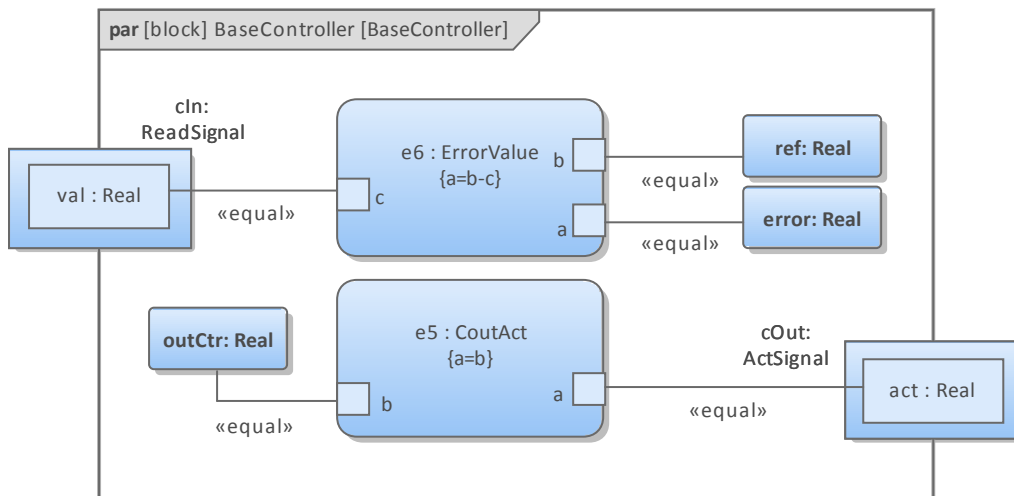 par [block] BaseController [BaseController]
cIn:
ReadSignal
val : Real
«equal»
c
e6 : ErrorValue
{a=b-c}
b
a
«equal»
ref: Real
«equal»
error: Real
outCtr: Real
«equal»
b
e5 : CoutAct
{a=b}
a
«equal»
cOut:
ActSignal
act : Real